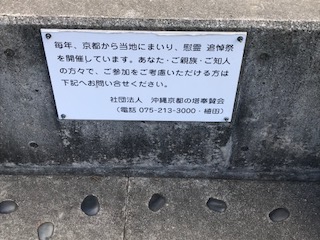 毎年、京都から当地にまいり、慰霊 追悼祭
を開催しています。あなた・ご親族・ご知人
の方々で、ご参加をご考慮いただける方は
下記へお問い合せください。
社団法人 沖縄京都の塔奉賛会
（電話 075-213-3000・植田）